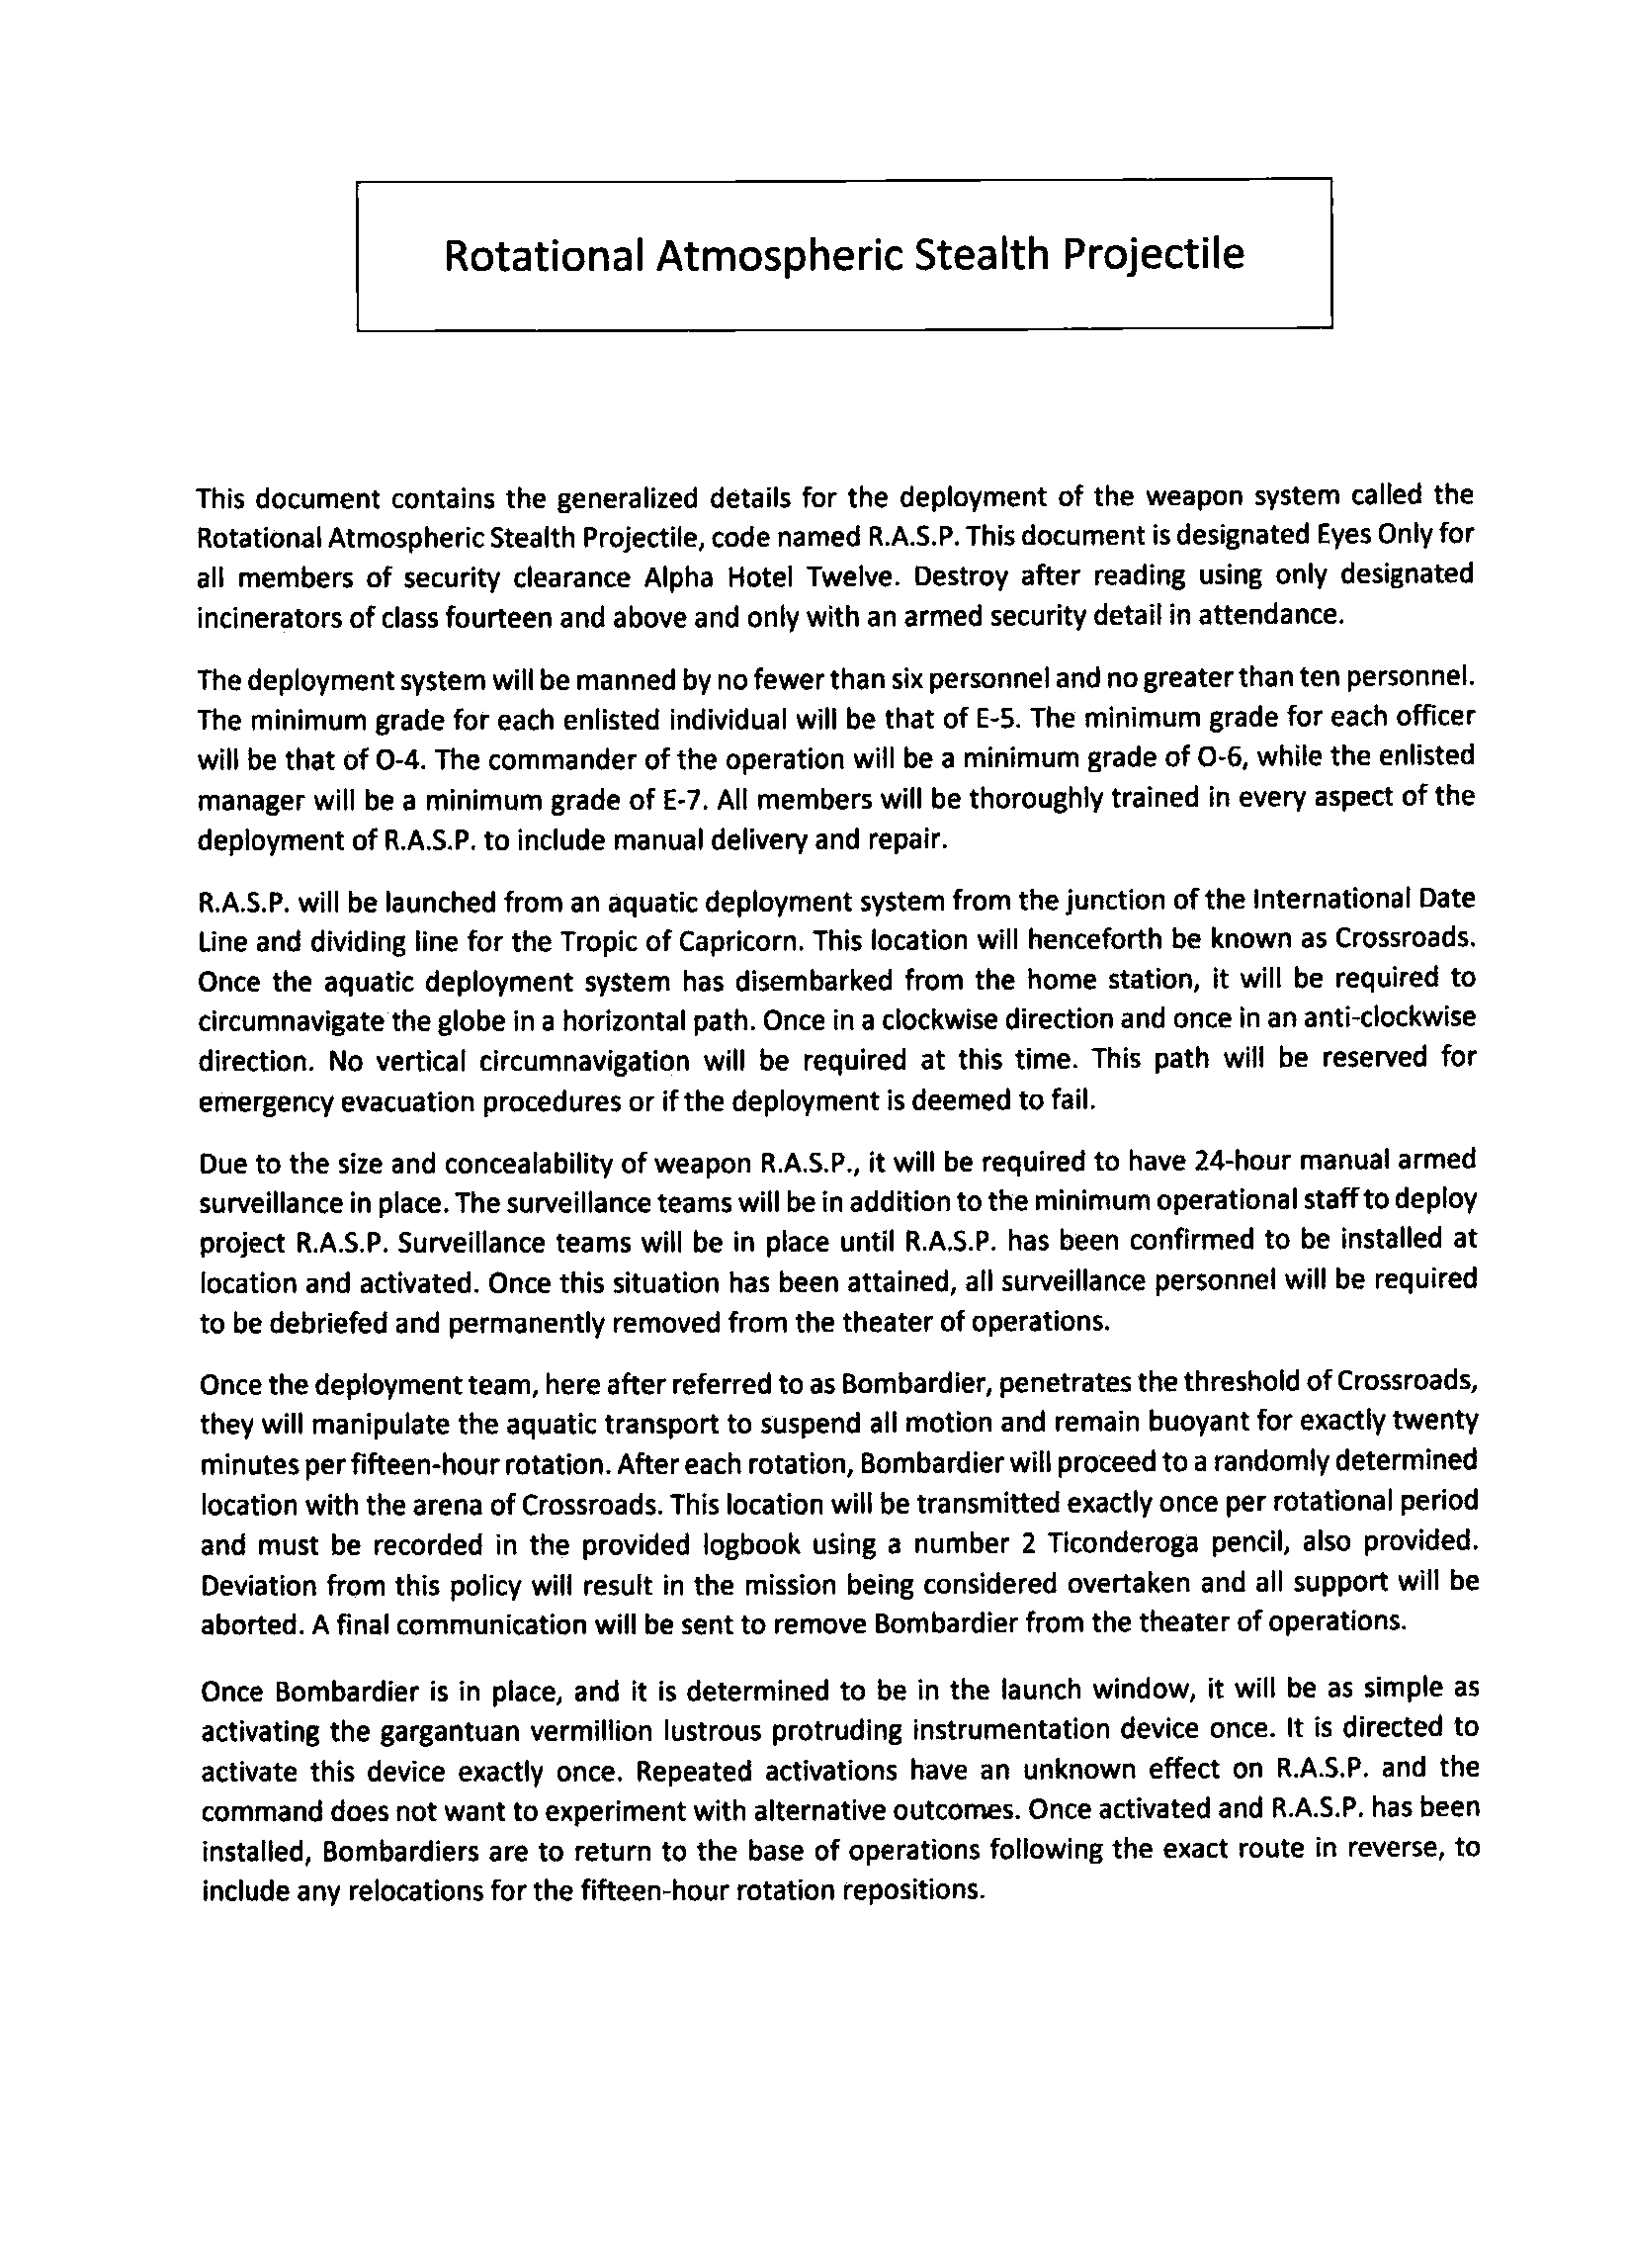 Rotational Atmospheric Stealth Projectile
This document contains the generalized details for the deployment of the weapon system called the
Rotational Atmospheric Stealth Projectile, code named R.A.S.P. This document is designated Eyes Only for
all members of security clearance Alpha Hotel Twelve. Destroy after reading using only designated
incinerators of class fourteen and above and only with an armed security detail in attendance.
The deployment system will be manned by no fewer than six personnel and no greater than ten personnel.
The minimum grade for each enlisted individual will be that of E-5. The minimum grade for each officer
will be that of O-4. The commander of the operation will be a minimum grade of O-6, while the enlisted
manager will be a minimum grade of E-7. All members will be thoroughly trained in every aspect of the
deployment of R.A.S.P. to include manual delivery and repair.
R.A.S.P. will be launched from an aquatic deployment system from the junction of the International Date
Line and dividing line for the Tropic of Capricorn. This location will henceforth be known as Crossroads.
Once the aquatic deployment system has disembarked from the home station, it will be required to
circumnavigate the globe in a horizontal path. Once in a clockwise direction and once in an anti-clockwise
direction. No vertical circumnavigation will be required at this time. This path will be reserved for
emergency evacuation procedures or if the deployment is deemed to fail.
Due to the size and concealability of weapon R.A.S.P., it will be required to have 24-hour manual armed
surveillance in place. The surveillance teams will be in addition to the minimum operational staff to deploy
project R.A.S.P. Surveillance teams will be in place until R.A.S.P. has been confirmed to be installed at
location and activated. Once this situation has been attained, all surveillance personnel will be required
to be debriefed and permanently removed from the theater of operations.
Once the deployment team, here after referred to as Bombardier, penetrates the threshold of Crossroads,
they will manipulate the aquatic transport to suspend all motion and remain buoyant for exactly twenty
minutes per fifteen-hour rotation. After each rotation, Bombardier will proceed to a randomly determined
location with the arena of Crossroads. This location will be transmitted exactly once per rotational period
and must be recorded in the provided logbook using a number 2 Ticonderoga pencil, also provided.
Deviation from this policy will result in the mission being considered overtaken and all support will be
aborted. A final communication will be sent to remove Bombardier from the theater of operations.
Once Bombardier is in place, and it is determined to be in the launch window, it will be as simple as
activating the gargantuan vermillion lustrous protruding instrumentation device once. It is directed to
activate this device exactly once. Repeated activations have an unknown effect on R.A.S.P. and the
command does not want to experiment with alternative outcomes. Once activated and R.A.S.P. has been
installed, Bombardiers are to return to the base of operations following the exact route in reverse, to
include any relocations for the fifteen-hour rotation repositions.